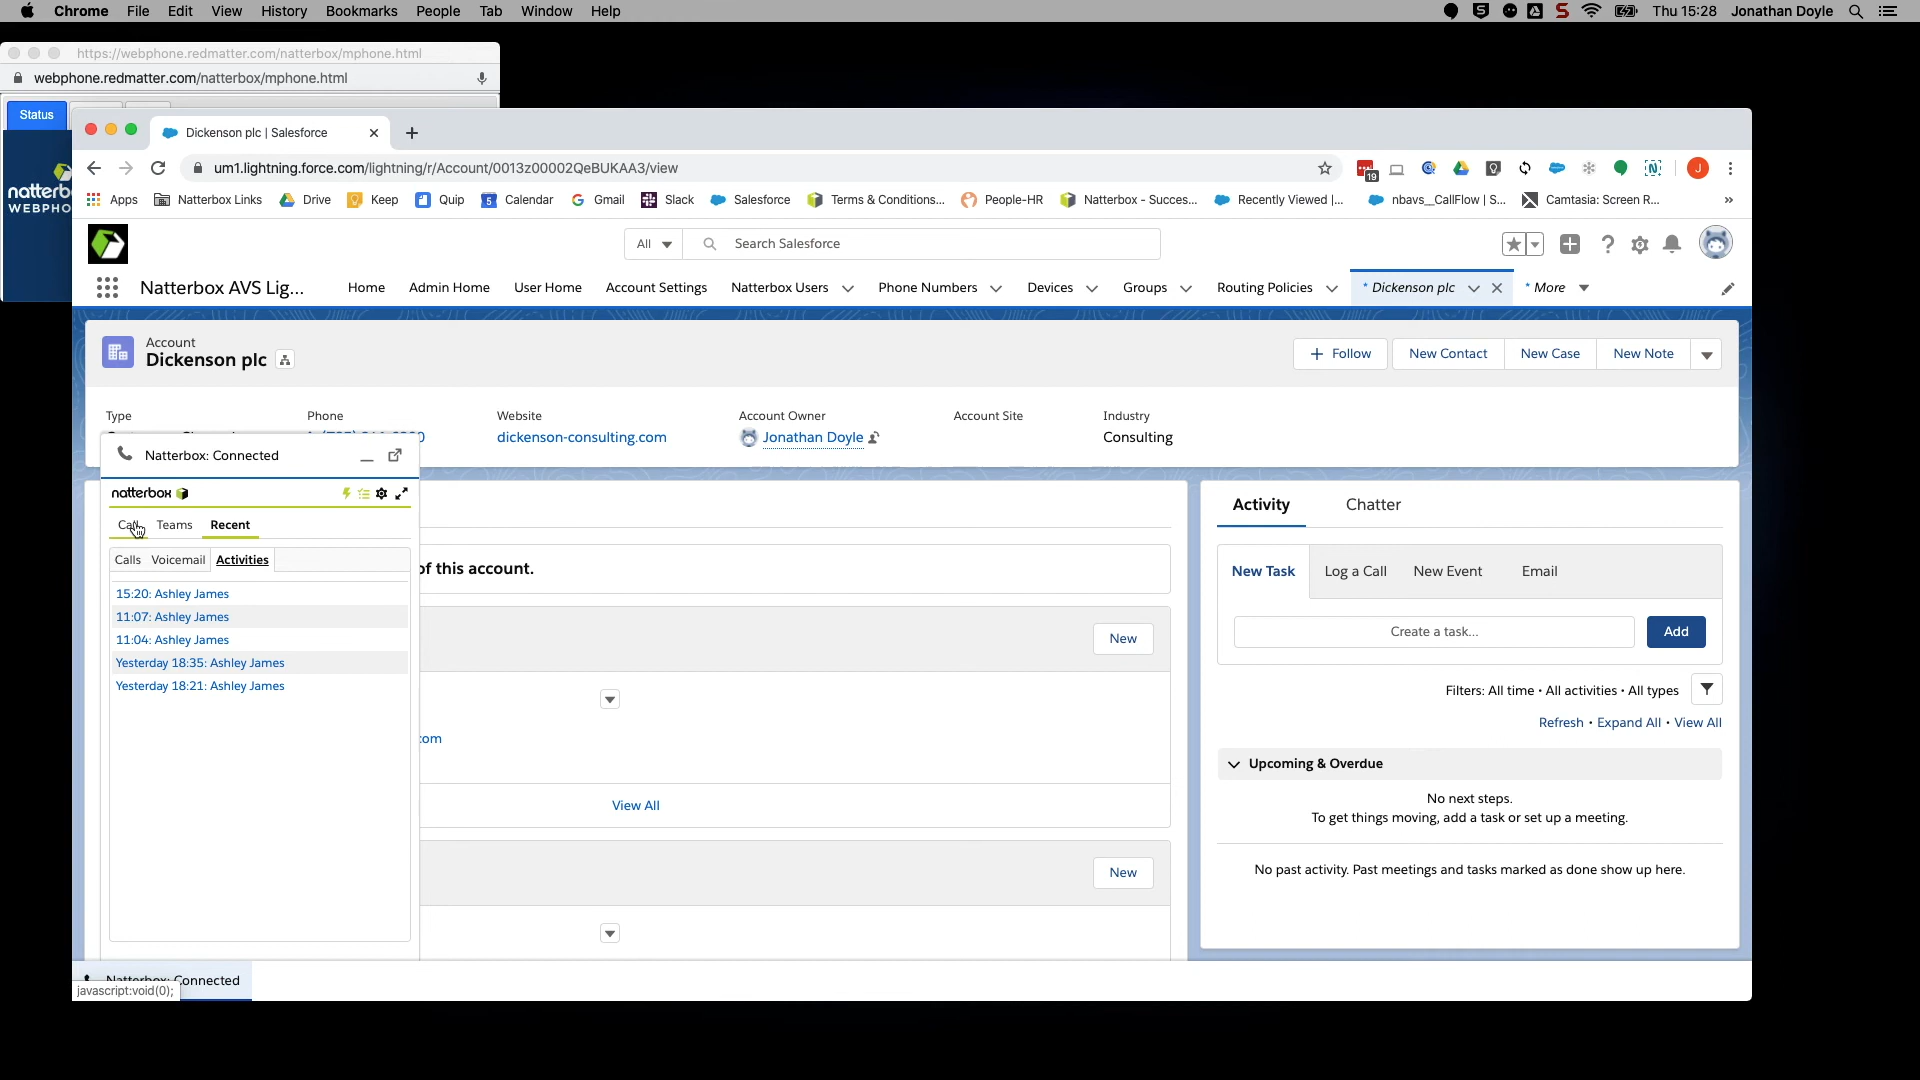 Chrome File Edit View History Bookmarks People Tab Window Help Thu 15:28 Jonathan Doyle
https://webphone.redmatter.com/natterbox/mphone.html
webphone.redmatter.com/natterbox/mphone.html
Status
natterb
WEBPHO
Dickenson plc | Salesforce
um1.lightning.force.com/lightning/r/Account/0013z00002QeBUKAA3/view 19 J
Apps Natterbox Links Drive Keep Quip 5 Calendar Gmail Slack Salesforce Terms & Conditions... People-HR Natterbox - Succes... Recently Viewed |... nbavs__CallFlow | S... Camtasia: Screen R... »
All Search Salesforce
Natterbox AVS Lig... Home Admin Home User Home Account Settings Natterbox Users Phone Numbers Devices Groups Routing Policies * Dickenson plc * More
Account
Dickenson plc
Follow New Contact New Case New Note
Type Phone Website Account Owner Account Site Industry
dickenson-consulting.com Jonathan Doyle Consulting
Natterbox: Connected
natterbox
Call Teams Recent
Calls Voicemail Activities
15:20: Ashley James
11:07: Ashley James
11:04: Ashley James
Yesterday 18:35: Ashley James
Yesterday 18:21: Ashley James
of this account.
New
com
View All
New
Activity Chatter
New Task Log a Call New Event Email
Create a task... Add
Filters: All time • All activities • All types
Refresh • Expand All • View All
Upcoming & Overdue
No next steps.
To get things moving, add a task or set up a meeting.
No past activity. Past meetings and tasks marked as done show up here.
Natterbox: Connected
javascript:void(0);